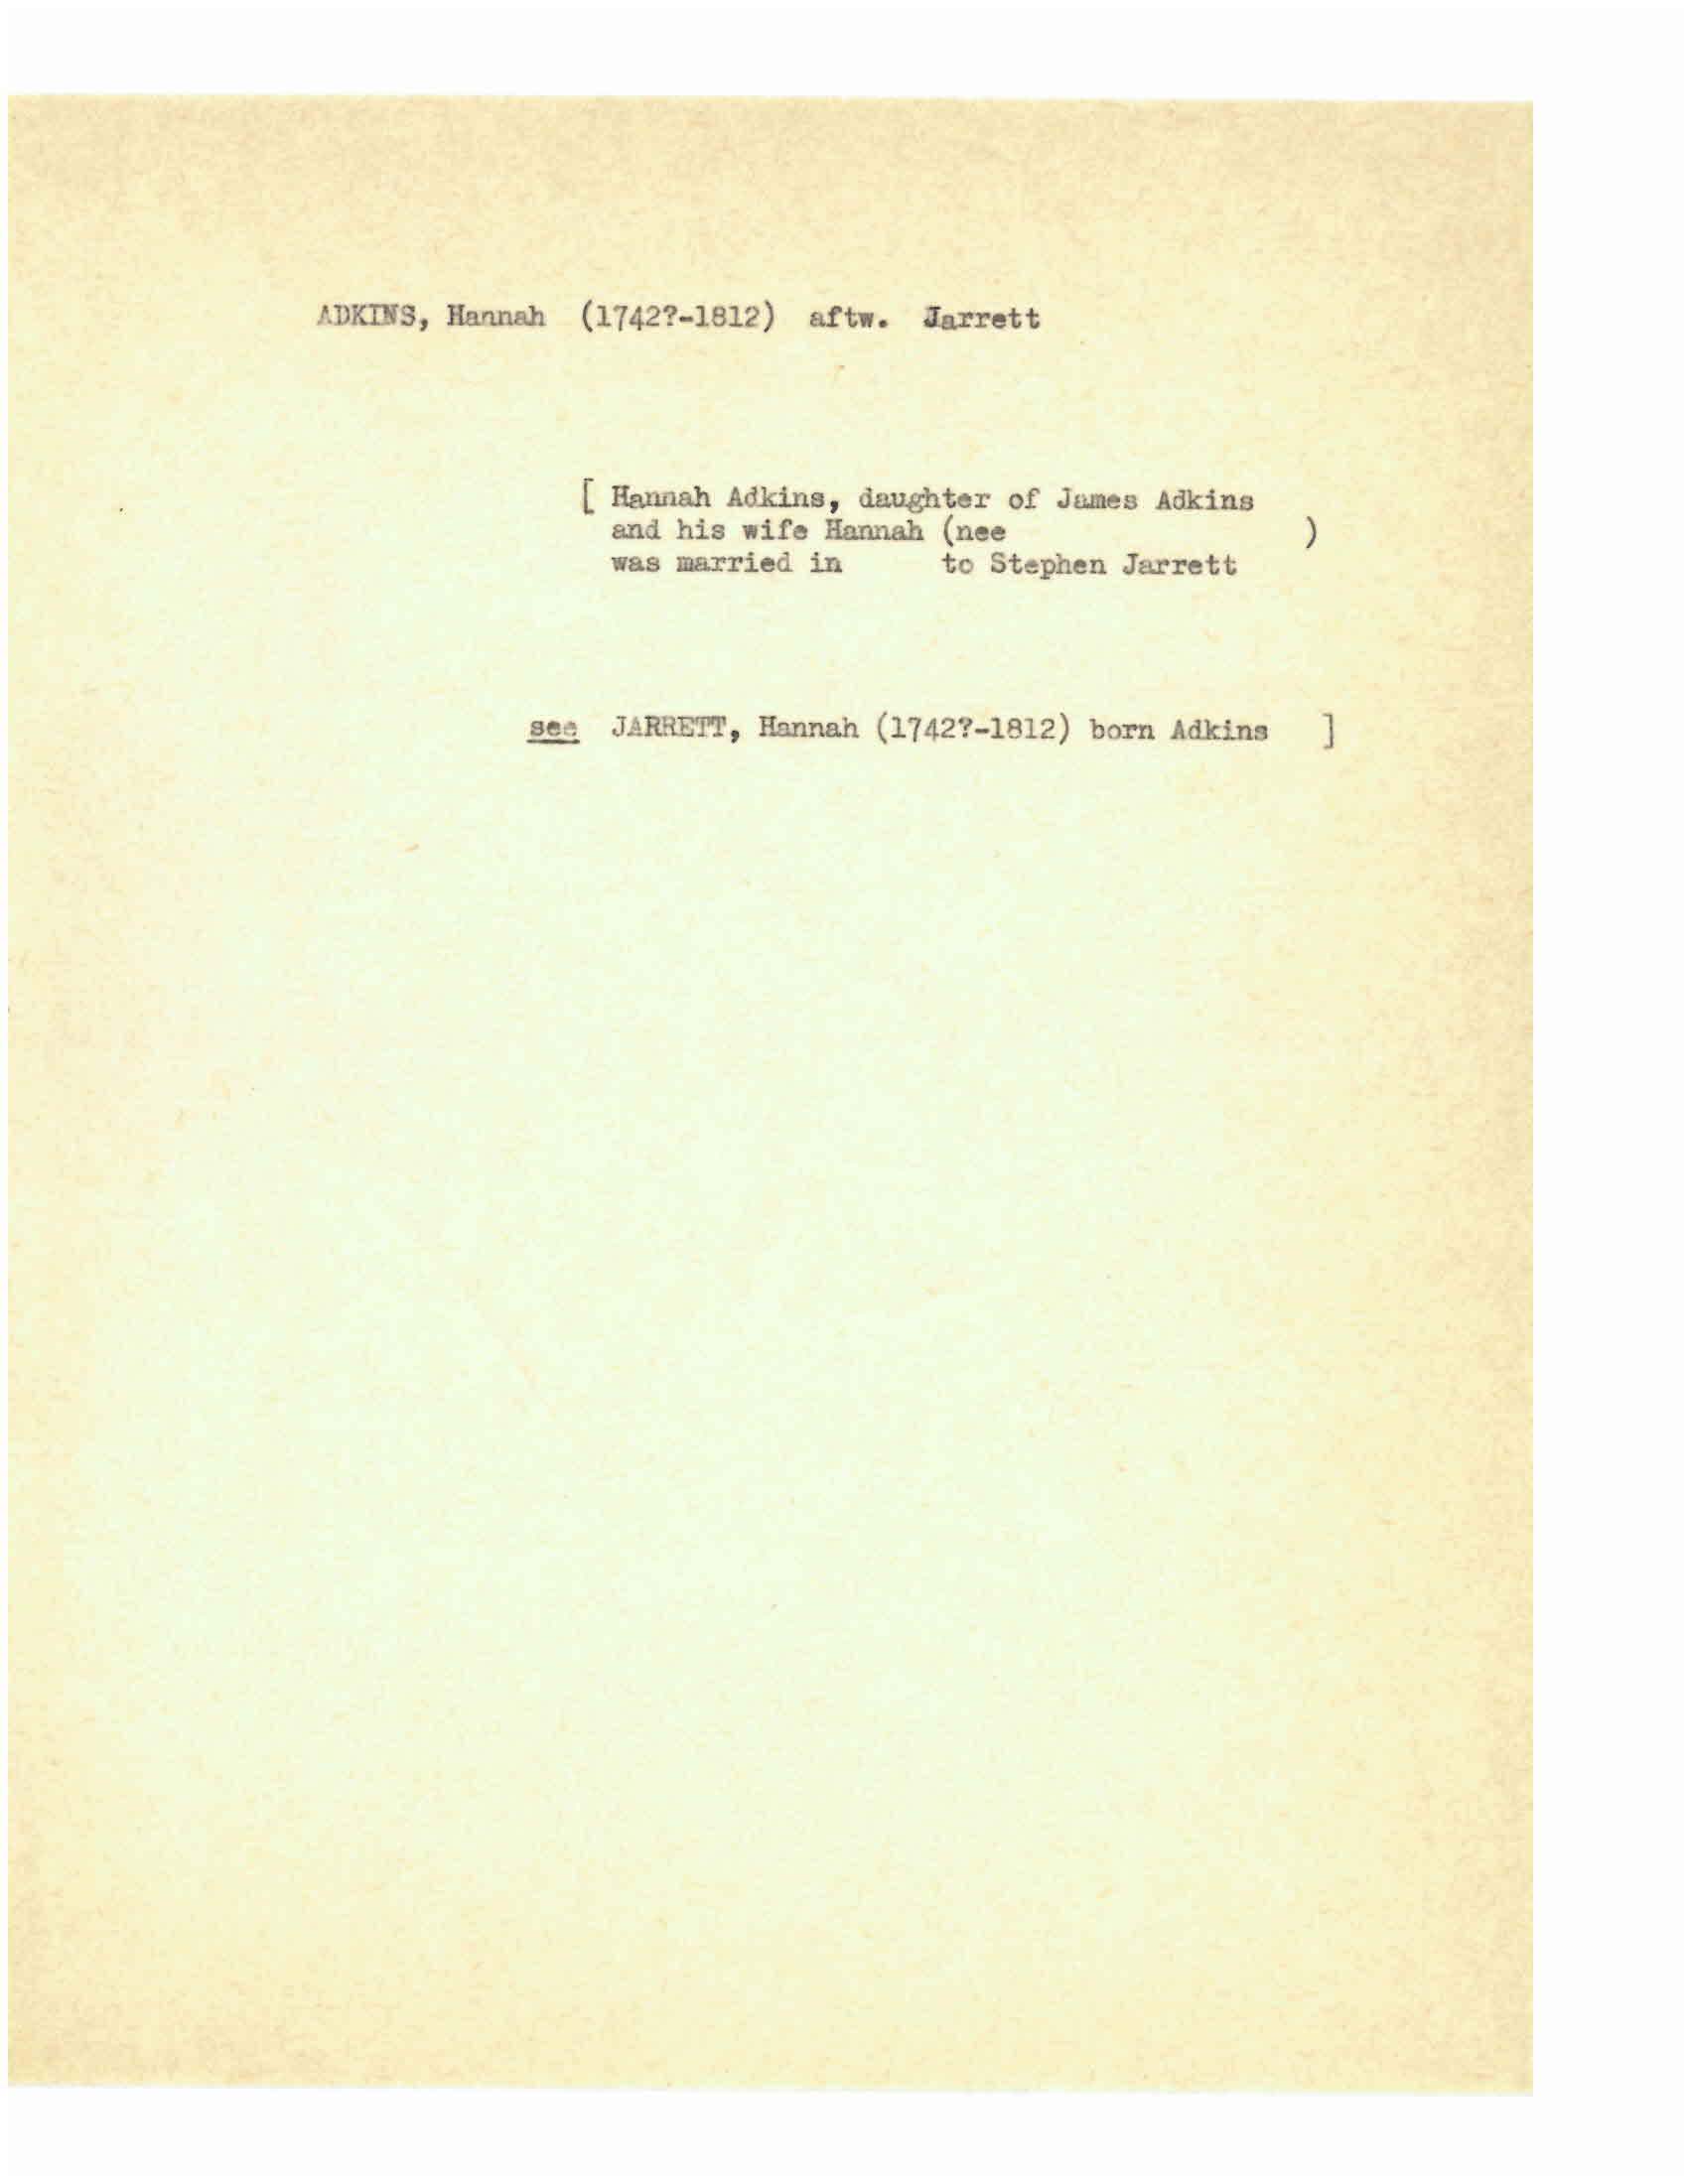 ADKINS, Hannah (1742?-1812) aftw. Jarrett
[ Hannah Adkins, daughter of James Adkins
and his wife Hannah (nee )
was married in to Stephen Jarrett
see JARRETT, Hannah (1742?-1812) born Adkins ]